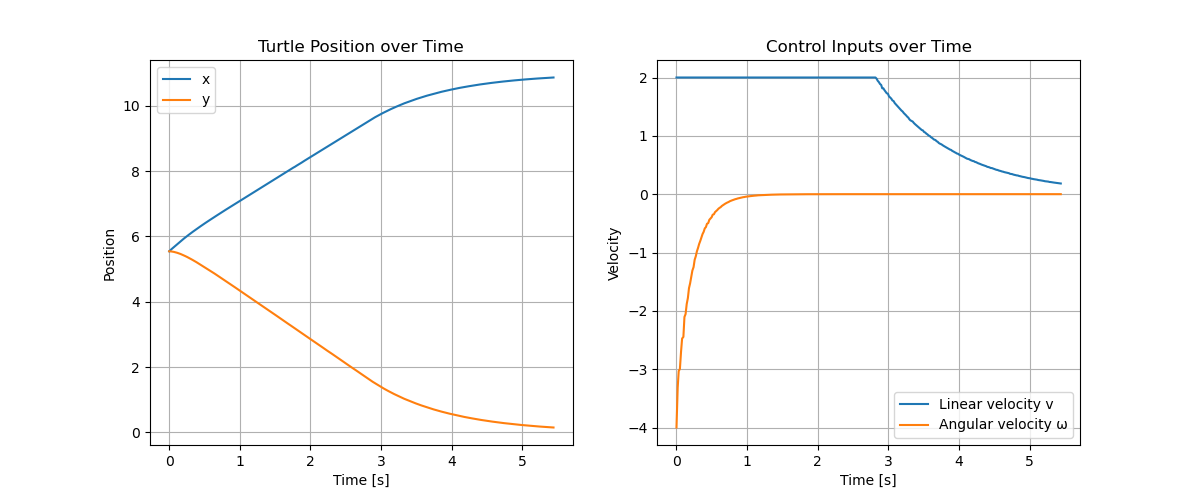 Turtle Position over Time
x
y
10
8
6
4
2
0
Position
0 1 2 3 4 5
Time [s]
Control Inputs over Time
2
1
0
−1
−2
−3
−4
Velocity
Linear velocity v
Angular velocity ω
0 1 2 3 4 5
Time [s]